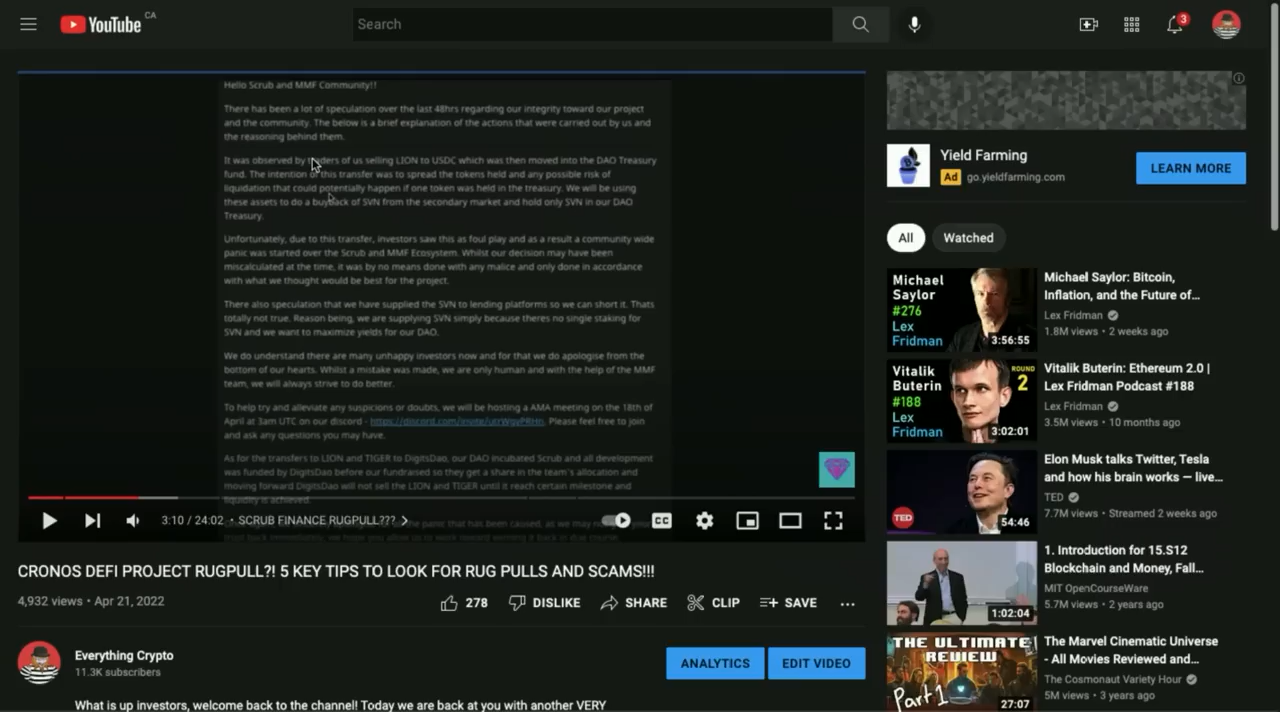 YouTube
CA
Search
3
Hello Scrub and MMF Community!!
There has been a lot of speculation over the last 48hrs regarding our integrity toward our project
and the community. The below is a brief explanation of the actions that were carried out by us and
the reasoning behind them.
It was observed by traders of us selling LION to USDC which was then moved into the DAO Treasury
fund. The intention of this transfer was to spread the tokens held and any possible risk of
liquidation that could potentially happen if one token was held in the treasury. We will be using
these assets to do a buyback of SVN from the secondary market and hold only SVN in our DAO
Treasury.
Unfortunately, due to this transfer, investors saw this as foul play and as a result a community wide
panic was started over the Scrub and MMF Ecosystem. Whilst our decision may have been
miscalculated at the time, it was by no means done with any malice and only done in accordance
with what we thought would be best for the project.
There also speculation that we have supplied the SVN to lending platforms so we can short it. Thats
totally not true. Reason being, we are supplying SVN simply because theres no single staking for
SVN and we want to maximize yields for our DAO.
We do understand there are many unhappy investors now and for that we do apologise from the
bottom of our hearts. Whilst a mistake was made, we are only human and with the help of the MMF
team, we will always strive to do better.
To help try and alleviate any suspicions or doubts, we will be hosting a AMA meeting on the 18th of
April at 3am UTC on our discord - Please feel free to join
and ask any questions you may have.
As for the transfers to LION and TIGER to DigitsDao, our DAO incubated Scrub and all development
was funded by DigitsDao before our fundraised so they get a share in the team's allocation and
moving forward DigitsDao will not sell the LION and TIGER until it reach certain milestone and
liquidity is achieved.
the panic that has been caused, as we may
3:10 / 24:02 • SCRUB FINANCE RUGPULL??? >
CC
CRONOS DEFI PROJECT RUGPULL?! 5 KEY TIPS TO LOOK FOR RUG PULLS AND SCAMS!!!
4,932 views • Apr 21, 2022
278
DISLIKE
SHARE
CLIP
SAVE
Everything Crypto
11.3K subscribers
ANALYTICS
EDIT VIDEO
What is up investors, welcome back to the channel! Today we are back at you with another VERY
Yield Farming
Ad go.yieldfarming.com
LEARN MORE
All
Watched
Michael
Saylor
#276
Lex
Fridman
3:56:55
Michael Saylor: Bitcoin,
Inflation, and the Future of...
Lex Fridman
1.8M views • 2 weeks ago
Vitalik
Buterin
#188
Lex
Fridman
ROUND
2
3:02:01
Vitalik Buterin: Ethereum 2.0 |
Lex Fridman Podcast #188
Lex Fridman
3.5M views • 10 months ago
TED
54:46
Elon Musk talks Twitter, Tesla
and how his brain works — live...
TED
7.7M views • Streamed 2 weeks ago
1:02:04
1. Introduction for 15.S12
Blockchain and Money, Fall...
MIT OpenCourseWare
5.7M views • 2 years ago
THE ULTIMATE
REVIEW
Part 1
27:07
The Marvel Cinematic Universe
- All Movies Reviewed and...
The Cosmonaut Variety Hour
5M views • 3 years ago